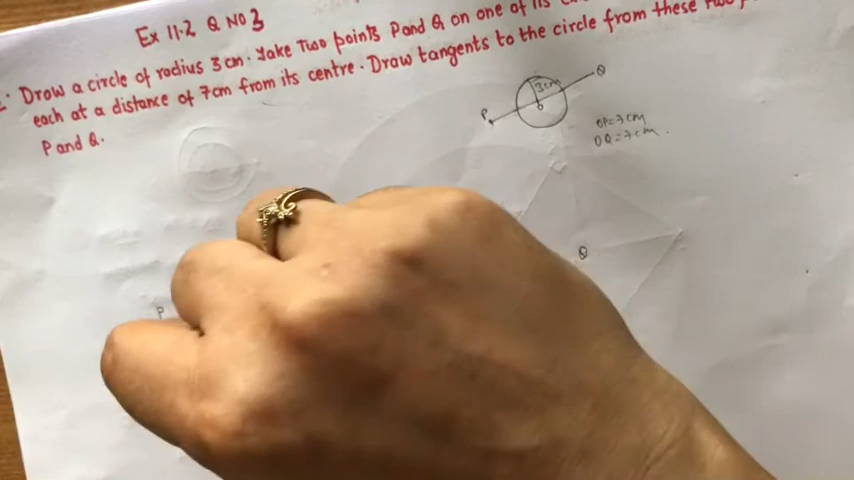 Ex 11.2 Q No 3
Drow a circle of rodius 3 cm. Take Two points P and Q on one of its
each at a distance of 7cm from its centre. Draw tangents to the circle from these two
P and Q.
3cm
Q
P
O
OP=7cm
OQ=7cm.
Q
P